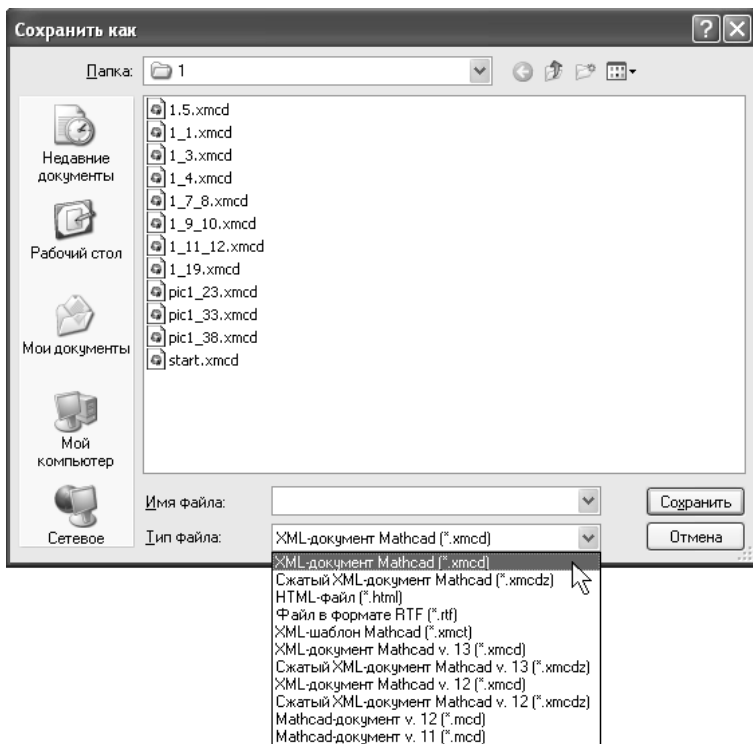 Сохранить как
Папка: 1
1.5.xmcd
1_1.xmcd
1_3.xmcd
1_4.xmcd
1_7_8.xmcd
1_9_10.xmcd
1_11_12.xmcd
1_19.xmcd
pic1_23.xmcd
pic1_33.xmcd
pic1_38.xmcd
start.xmcd
Недавние
документы
Рабочий стол
Мои документы
Мой
компьютер
Сетевое
Имя файла:
Сохранить
Тип файла: XML-документ Mathcad (*.xmcd)
Отмена
XML-документ Mathcad (*.xmcd)
Сжатый XML-документ Mathcad (*.xmcdz)
HTML-файл (*.html)
Файл в формате RTF (*.rtf)
XML-шаблон Mathcad (*.xmct)
XML-документ Mathcad v. 13 (*.xmcd)
Сжатый XML-документ Mathcad v. 13 (*.xmcdz)
XML-документ Mathcad v. 12 (*.xmcd)
Сжатый XML-документ Mathcad v. 12 (*.xmcdz)
Mathcad-документ v. 12 (*.mcd)
Mathcad-документ v. 11 (*.mcd)